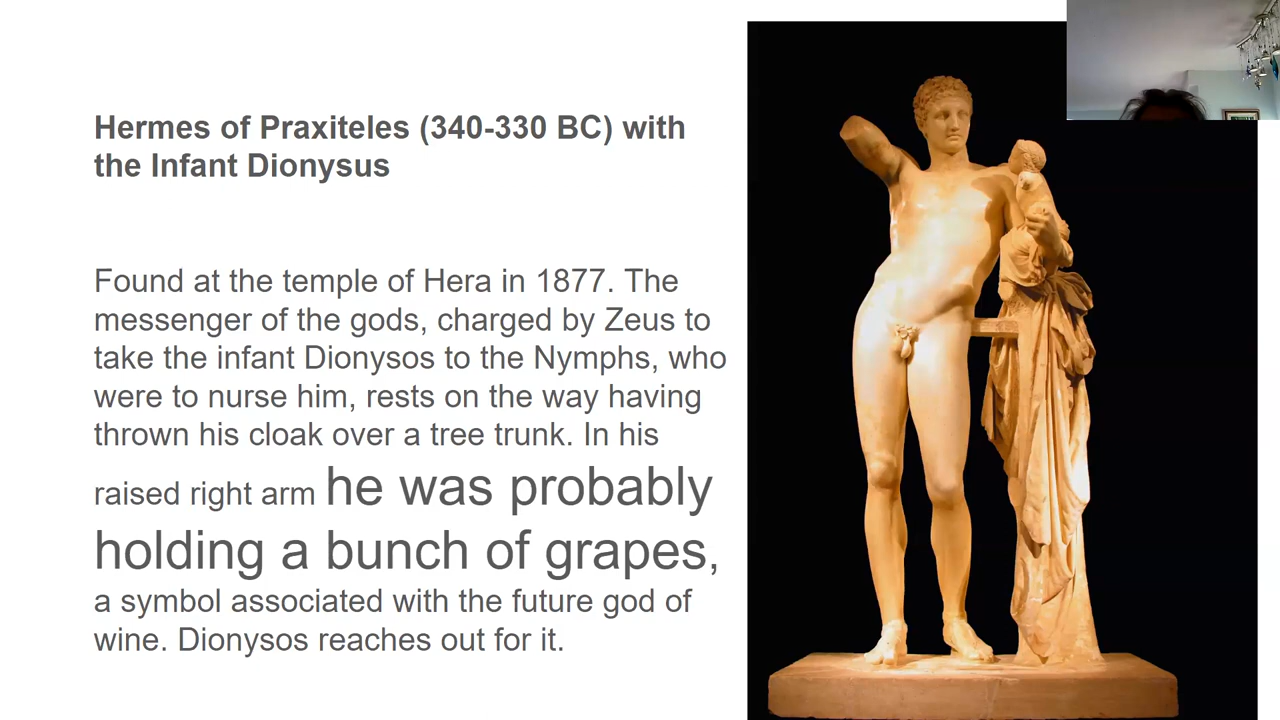 Hermes of Praxiteles (340-330 BC) with
the Infant Dionysus
Found at the temple of Hera in 1877. The
messenger of the gods, charged by Zeus to
take the infant Dionysos to the Nymphs, who
were to nurse him, rests on the way having
thrown his cloak over a tree trunk. In his
raised right arm he was probably
holding a bunch of grapes,
a symbol associated with the future god of
wine. Dionysos reaches out for it.